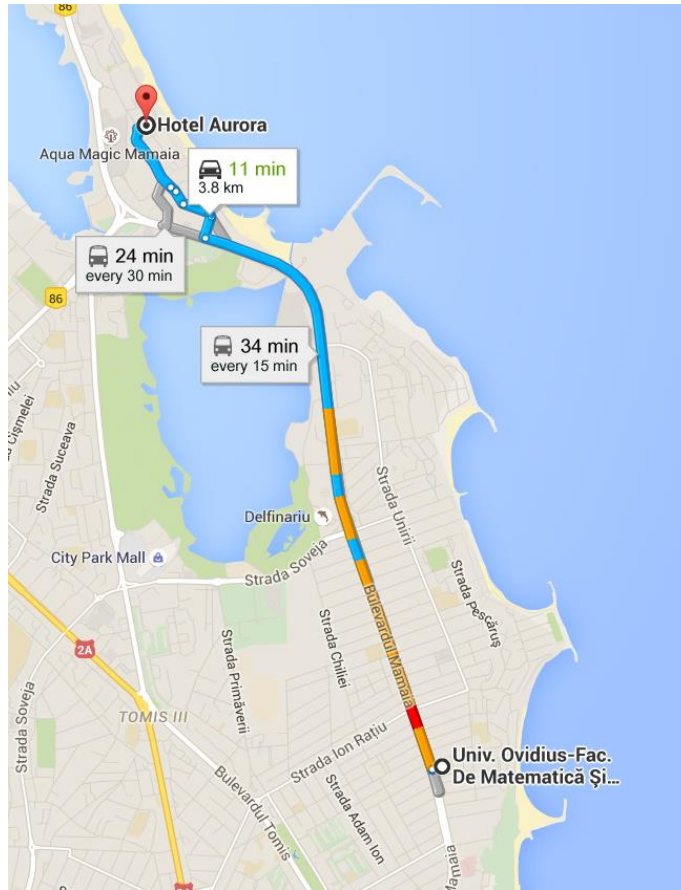 86
Hotel Aurora
Aqua Magic Mamaia
11 min
3.8 km
24 min
every 30 min
86
34 min
every 15 min
Strada Suceava
Strada Unirii
Delfinariu
City Park Mall
Strada Soveja
Strada Pescăruș
Bulevardul Mamaia
Strada Chiliei
Strada Primăverii
2A
Strada Soveja
TOMIS III
Strada Ion Rațiu
Univ. Ovidius-Fac.
De Matematică Și...
Bulevardul Tomis
Strada Adam Ion